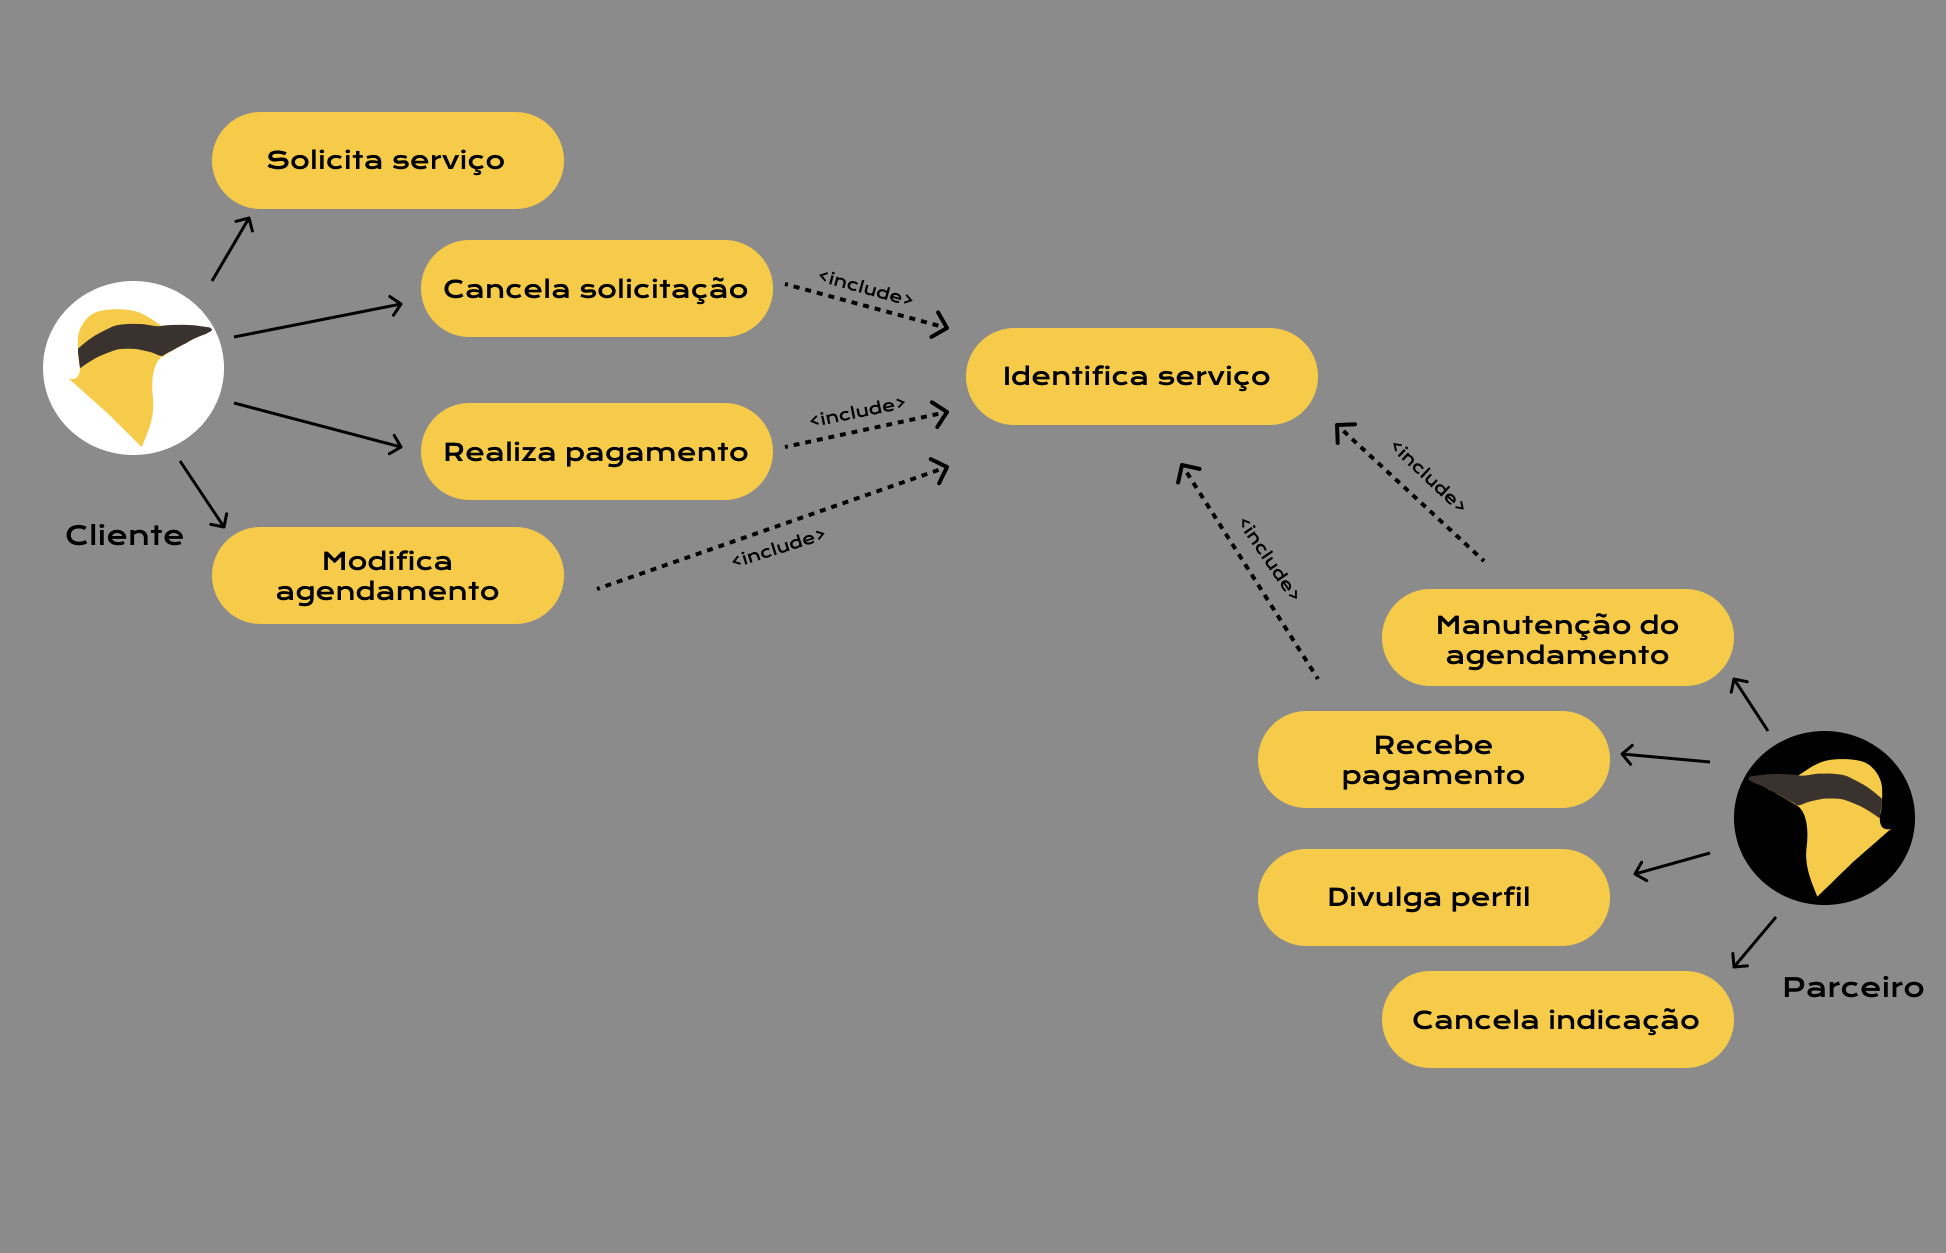 Solicita serviço
Cancela solicitação
<include>
Identifica serviço
<include>
Realiza pagamento
<include>
Cliente
Modifica
agendamento
<include>
<include>
Manutenção do
agendamento
Recebe
pagamento
Divulga perfil
Parceiro
Cancela indicação